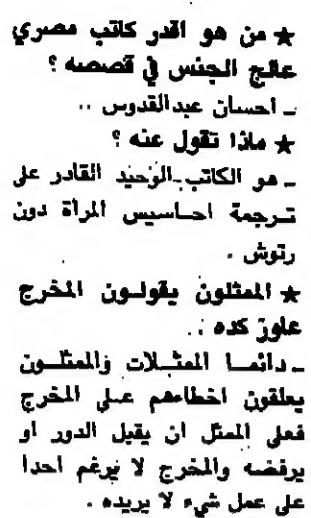 ★ من هو اقدر كاتب مصري
عالج الجنس في قصصه ؟
ـ احسان عبدالقدوس ..
★ ماذا تقول عنه ؟
ـ هو الكاتب الوحيد القادر على
ترجمة احاسيس المرأة دون
رتوش .
★ الممثلون يقولون المخرج
عاوز كده ..
ـ دائما الممثلات والممثلون
يعلقون اخطاءهم على المخرج
فعلى الممثل ان يقبل الدور او
يرفضه والمخرج لا يرغم احدا
على عمل شيء لا يريده .